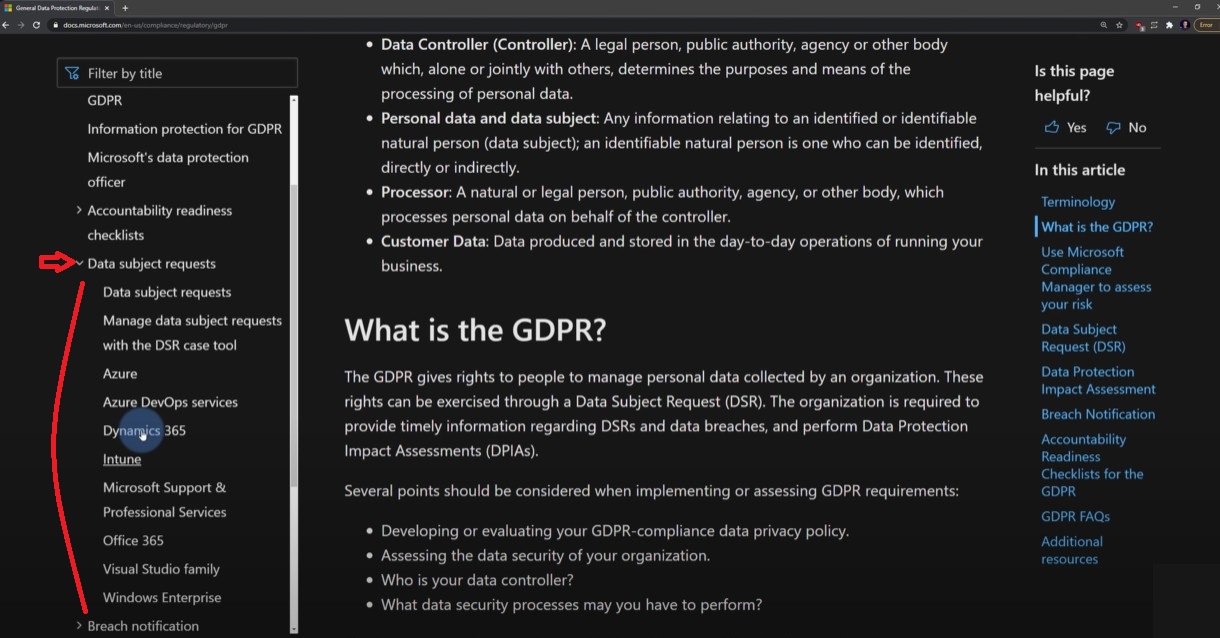 General Data Protection Regulat
docs.microsoft.com/en-us/compliance/regulatory/gdpr
Error
Filter by title
GDPR
Information protection for GDPR
Microsoft's data protection
officer
Accountability readiness
checklists
Data subject requests
Data subject requests
Manage data subject requests
with the DSR case tool
Azure
Azure DevOps services
Dynamics 365
Intune
Microsoft Support &
Professional Services
Office 365
Visual Studio family
Windows Enterprise
Breach notification
Data Controller (Controller): A legal person, public authority, agency or other body
which, alone or jointly with others, determines the purposes and means of the
processing of personal data.
Personal data and data subject: Any information relating to an identified or identifiable
natural person (data subject); an identifiable natural person is one who can be identified,
directly or indirectly.
Processor: A natural or legal person, public authority, agency, or other body, which
processes personal data on behalf of the controller.
Customer Data: Data produced and stored in the day-to-day operations of running your
business.
What is the GDPR?
The GDPR gives rights to people to manage personal data collected by an organization. These
rights can be exercised through a Data Subject Request (DSR). The organization is required to
provide timely information regarding DSRs and data breaches, and perform Data Protection
Impact Assessments (DPIAs).
Several points should be considered when implementing or assessing GDPR requirements:
Developing or evaluating your GDPR-compliance data privacy policy.
Assessing the data security of your organization.
Who is your data controller?
What data security processes may you have to perform?
Is this page
helpful?
Yes No
In this article
Terminology
What is the GDPR?
Use Microsoft
Compliance
Manager to assess
your risk
Data Subject
Request (DSR)
Data Protection
Impact Assessment
Breach Notification
Accountability
Readiness
Checklists for the
GDPR
GDPR FAQs
Additional
resources